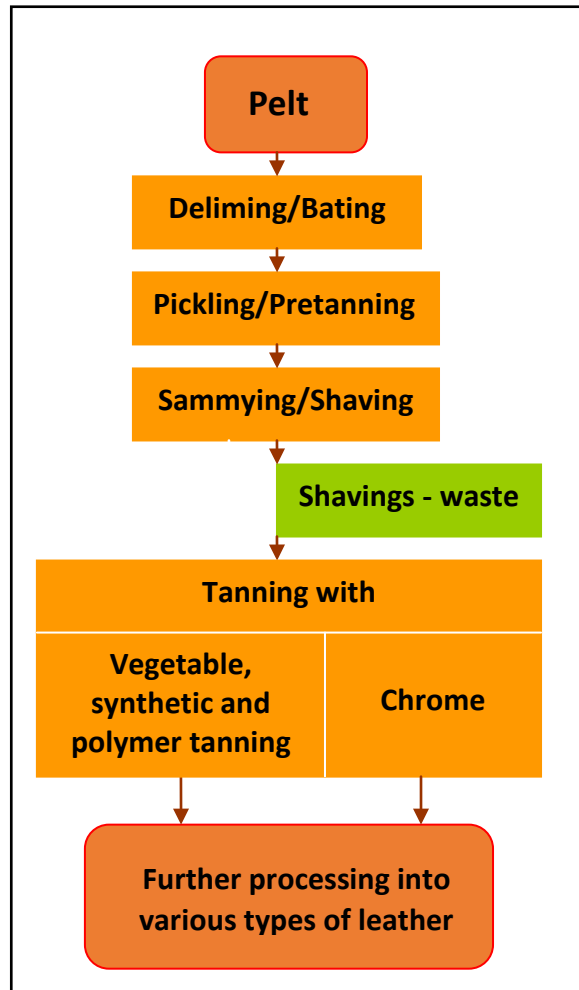 Pelt
Deliming/Bating
Pickling/Pretanning
Sammying/Shaving
Shavings - waste
Tanning with
Vegetable,
synthetic and
polymer tanning
Chrome
Further processing into
various types of leather